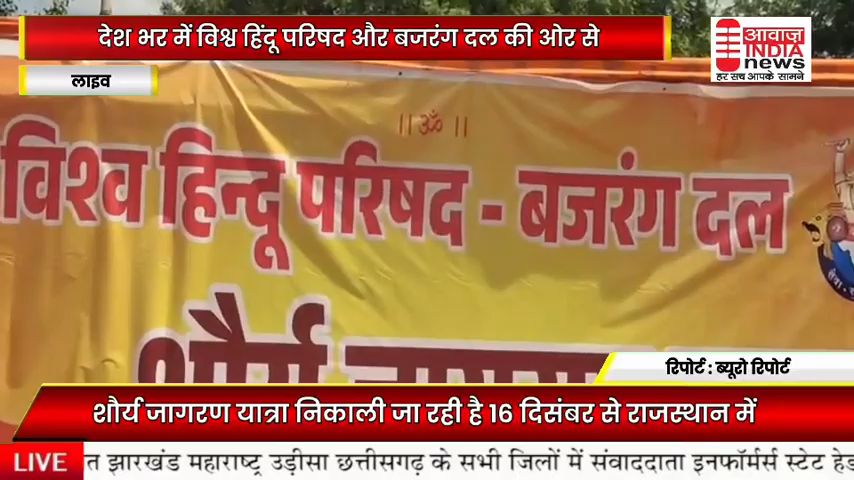 देश भर में विश्व हिंदू परिषद और बजरंग दल की ओर से
आवाज़
INDIA
news
हर सच आपके सामने
लाइव
॥ॐ॥
विश्व हिन्दू परिषद - बजरंग दल
शौर्य
रिपोर्ट : ब्यूरो रिपोर्ट
शौर्य जागरण यात्रा निकाली जा रही है 16 दिसंबर से राजस्थान में
LIVE
त झारखंड महाराष्ट्र उड़ीसा छत्तीसगढ़ के सभी जिलों में संवाददाता इनफॉर्मर्स स्टेट हेड